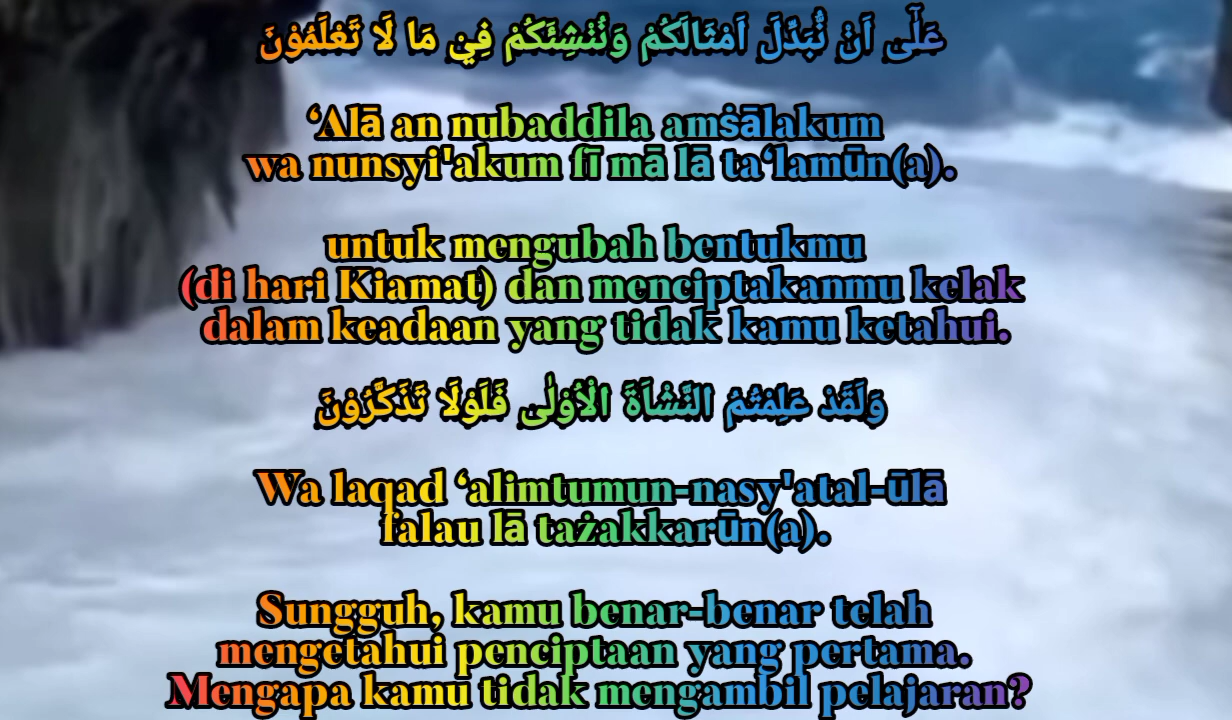 عَلٰٓى اَنْ نُّبَدِّلَ اَمْثَالَكُمْ وَنُنْشِئَكُمْ فِيْ مَا لَا تَعْلَمُوْنَ
‘Alā an nubaddila amṡālakum
wa nunsyi'akum fī mā lā ta‘lamūn(a).
untuk mengubah bentukmu
(di hari Kiamat) dan menciptakanmu kelak
dalam keadaan yang tidak kamu ketahui.
وَلَقَدْ عَلِمْتُمُ النَّشْاَةَ الْاُوْلٰى فَلَوْلَا تَذَكَّرُوْنَ
Wa laqad ‘alimtumun-nasy'atal-ūlā
falau lā tażakkarūn(a).
Sungguh, kamu benar-benar telah
mengetahui penciptaan yang pertama.
Mengapa kamu tidak mengambil pelajaran?